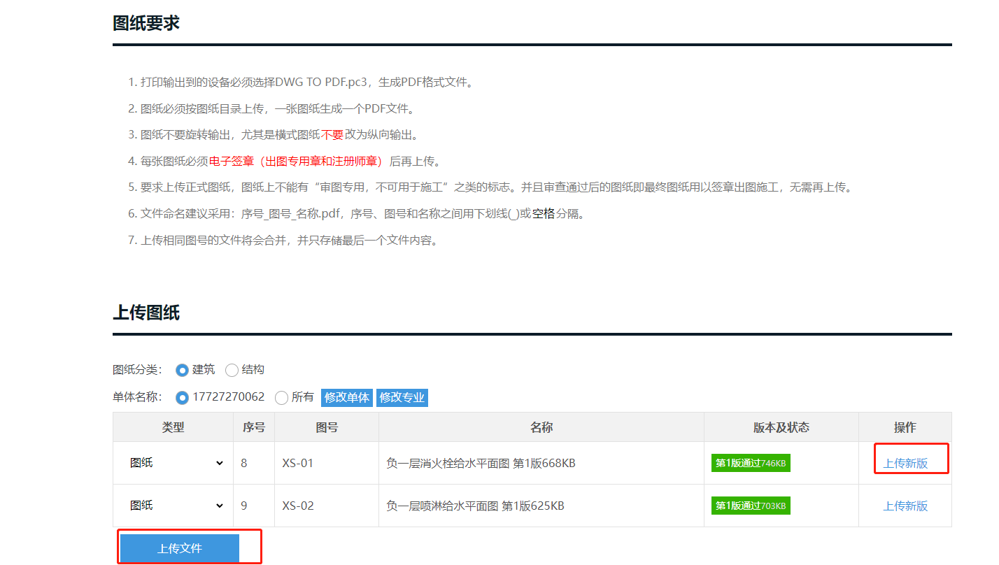 图纸要求
1. 打印输出到的设备必须选择DWG TO PDF.pc3，生成PDF格式文件。
2. 图纸必须按图纸目录上传，一张图纸生成一个PDF文件。
3. 图纸不要旋转输出，尤其是横式图纸不要改为纵向输出。
4. 每张图纸必须电子签章（出图专用章和注册师章）后再上传。
5. 要求上传正式图纸，图纸上不能有“审图专用，不可用于施工”之类的标志。并且审查通过后的图纸即最终图纸用以签章出图施工，无需再上传。
6. 文件命名建议采用：序号_图号_名称.pdf，序号、图号和名称之间用下划线(_)或空格分隔。
7. 上传相同图号的文件将会合并，并只存储最后一个文件内容。
上传图纸
图纸分类： 建筑 结构
单体名称： 17727270062 所有 修改单体 修改专业
类型 序号 图号 名称 版本及状态 操作
图纸 8 XS-01 负一层消火栓给水平面图 第1版668KB 第1版通过746KB 上传新版
图纸 9 XS-02 负一层喷淋给水平面图 第1版625KB 第1版通过703KB 上传新版
上传文件